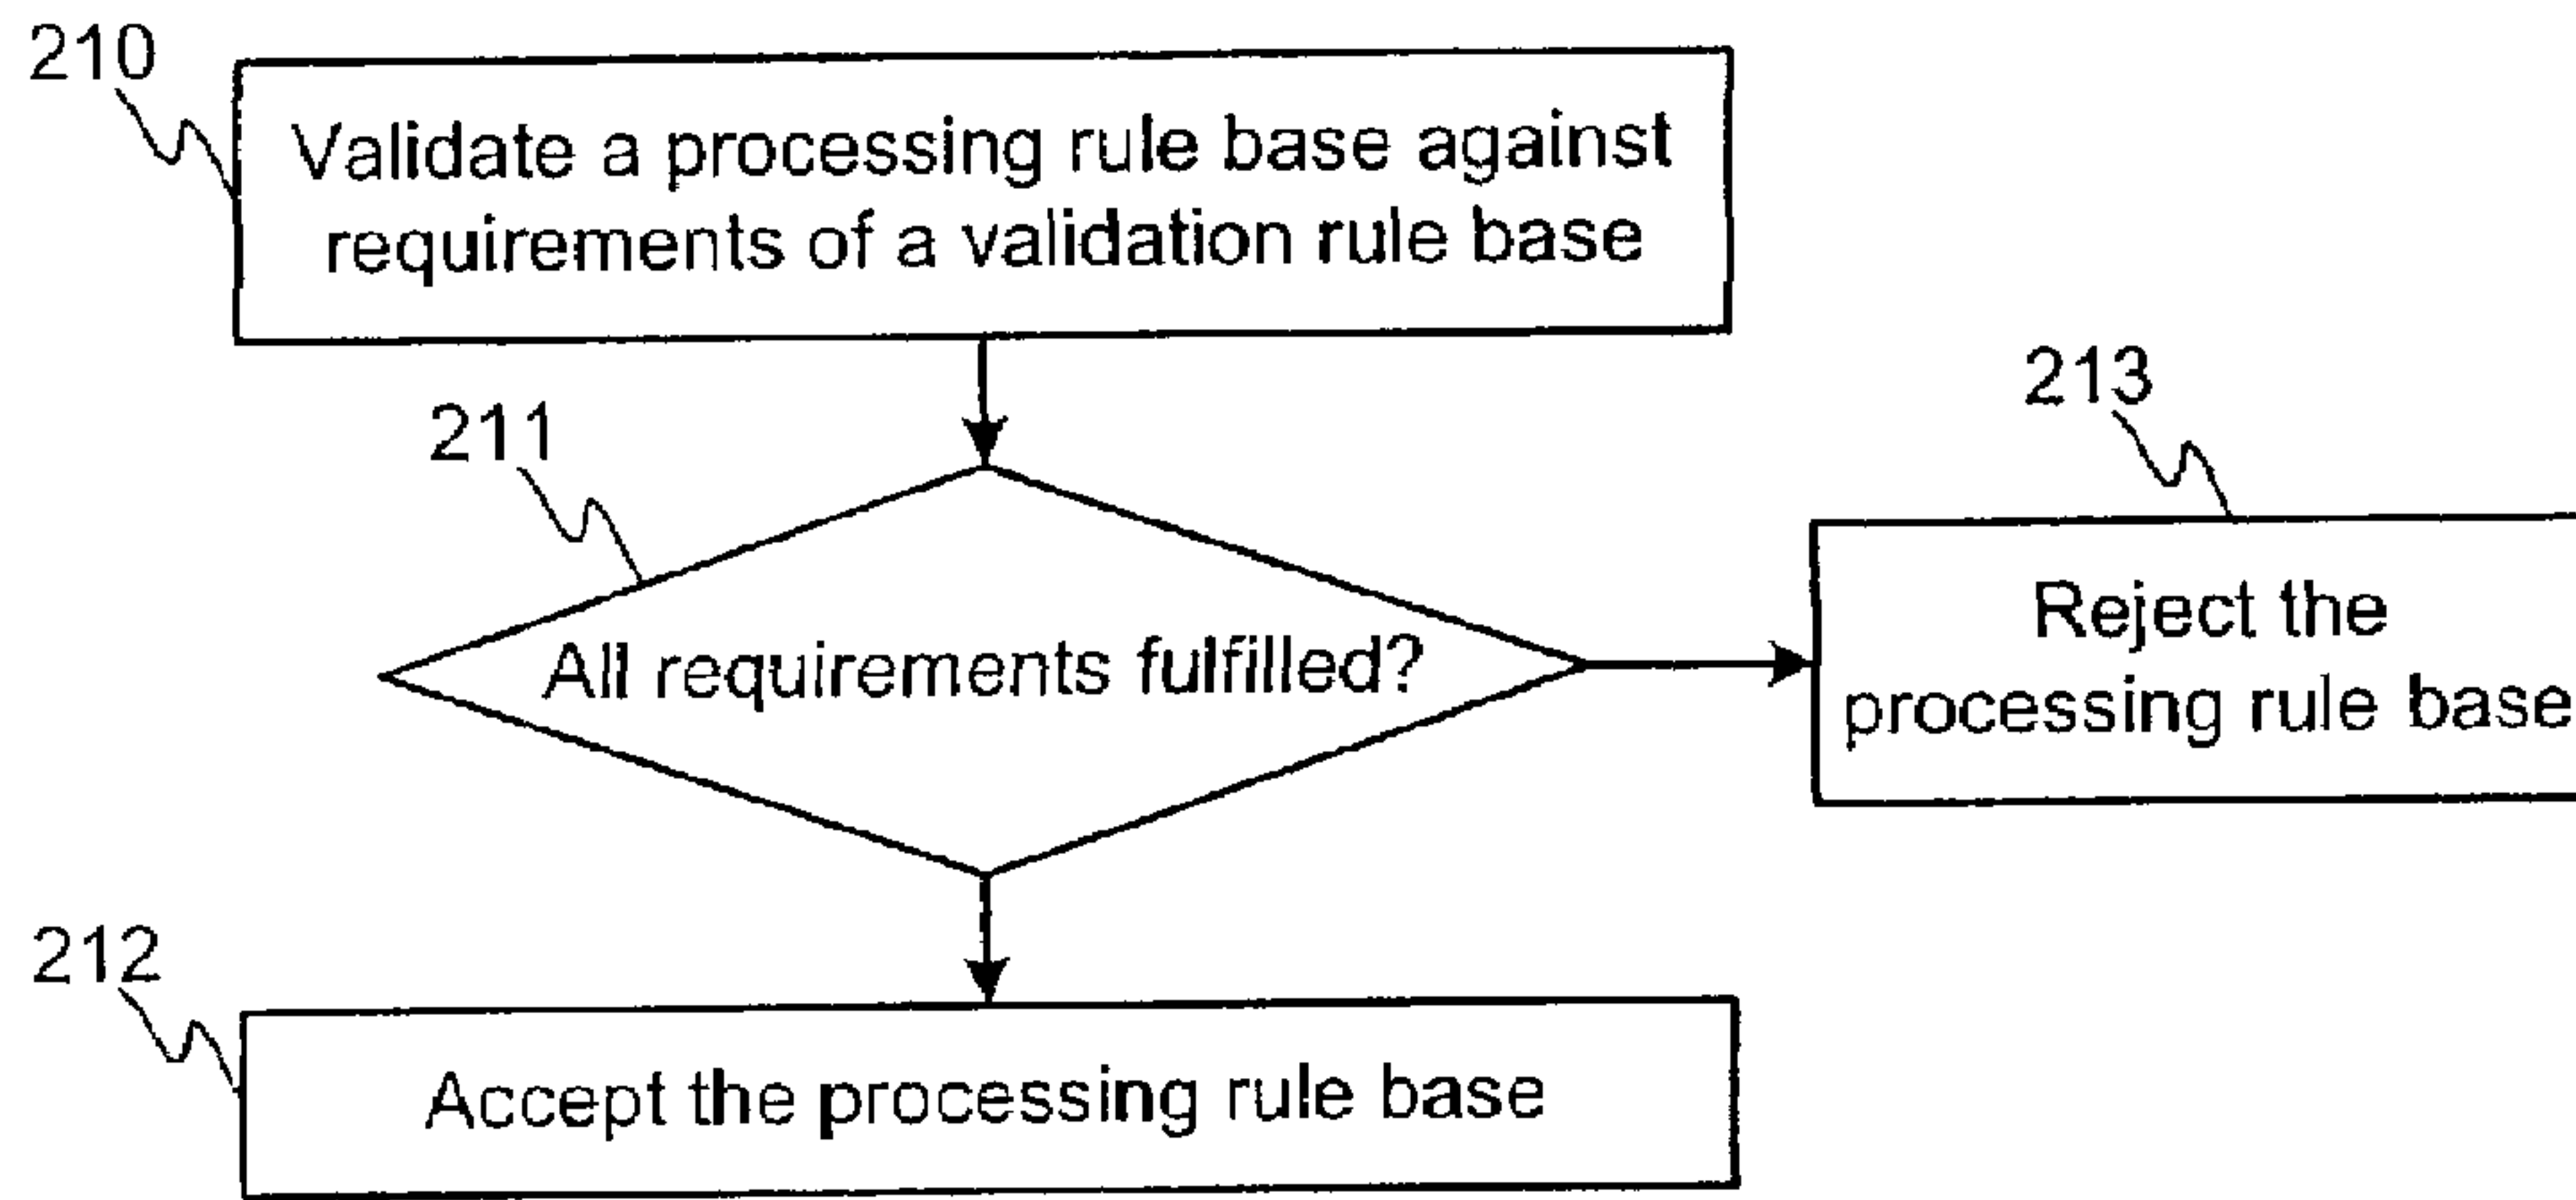 210
Validate a processing rule base against
requirements of a validation rule base
211
All requirements fulfilled?
213
Reject the
processing rule base
212
Accept the processing rule base